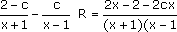 (2-c)/(x+1) - c/(x-1) R = (2x-2-2cx)/((x+1)(x-1)